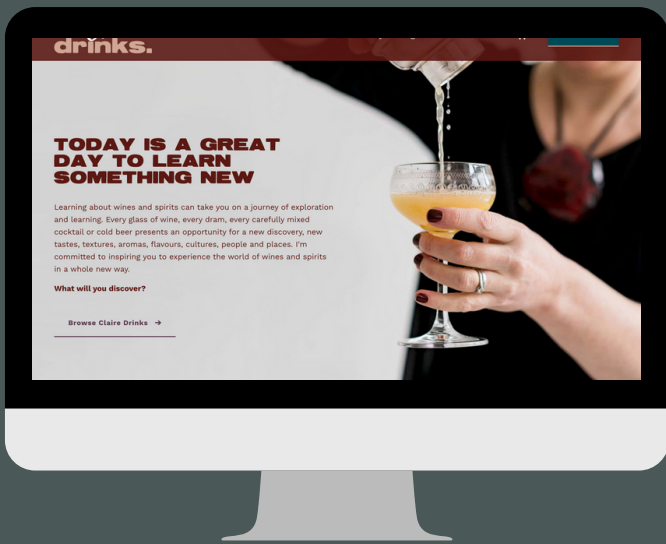 drinks.
TODAY IS A GREAT
DAY TO LEARN
SOMETHING NEW
Learning about wines and spirits can take you on a journey of exploration
and learning. Every glass of wine, every dram, every carefully mixed
cocktail or cold beer presents an opportunity for a new discovery, new
tastes, textures, aromas, flavours, cultures, people and places. I'm
committed to inspiring you to experience the world of wines and spirits
in a whole new way.
What will you discover?
Browse Claire Drinks →